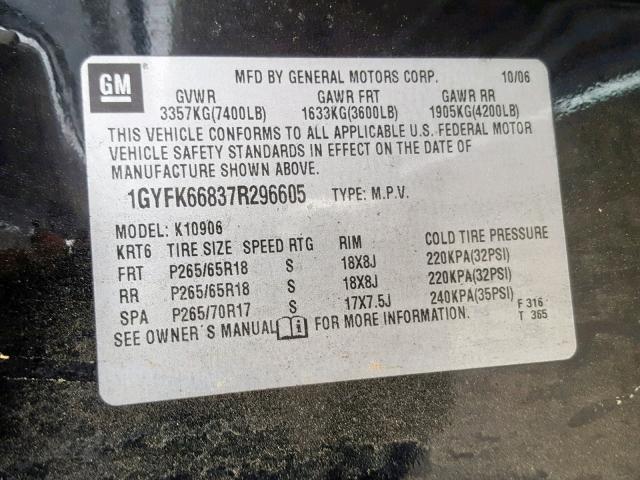 GM
MFD BY GENERAL MOTORS CORP. 10/06
GVWR GAWR FRT GAWR RR
3357KG(7400LB) 1633KG(3600LB) 1905KG(4200LB)
THIS VEHICLE CONFORMS TO ALL APPLICABLE U.S. FEDERAL MOTOR
VEHICLE SAFETY STANDARDS IN EFFECT ON THE DATE OF
MANUFACTURE SHOWN ABOVE.
1GYFK66837R296605 TYPE: M.P.V.
MODEL: K10906
KRT6 TIRE SIZE SPEED RTG RIM COLD TIRE PRESSURE
FRT P265/65R18 S 18X8J 220KPA(32PSI)
RR P265/65R18 S 18X8J 220KPA(32PSI)
SPA P265/70R17 S 17X7.5J 240KPA(35PSI)
SEE OWNER'S MANUAL FOR MORE INFORMATION. F 316
T 365